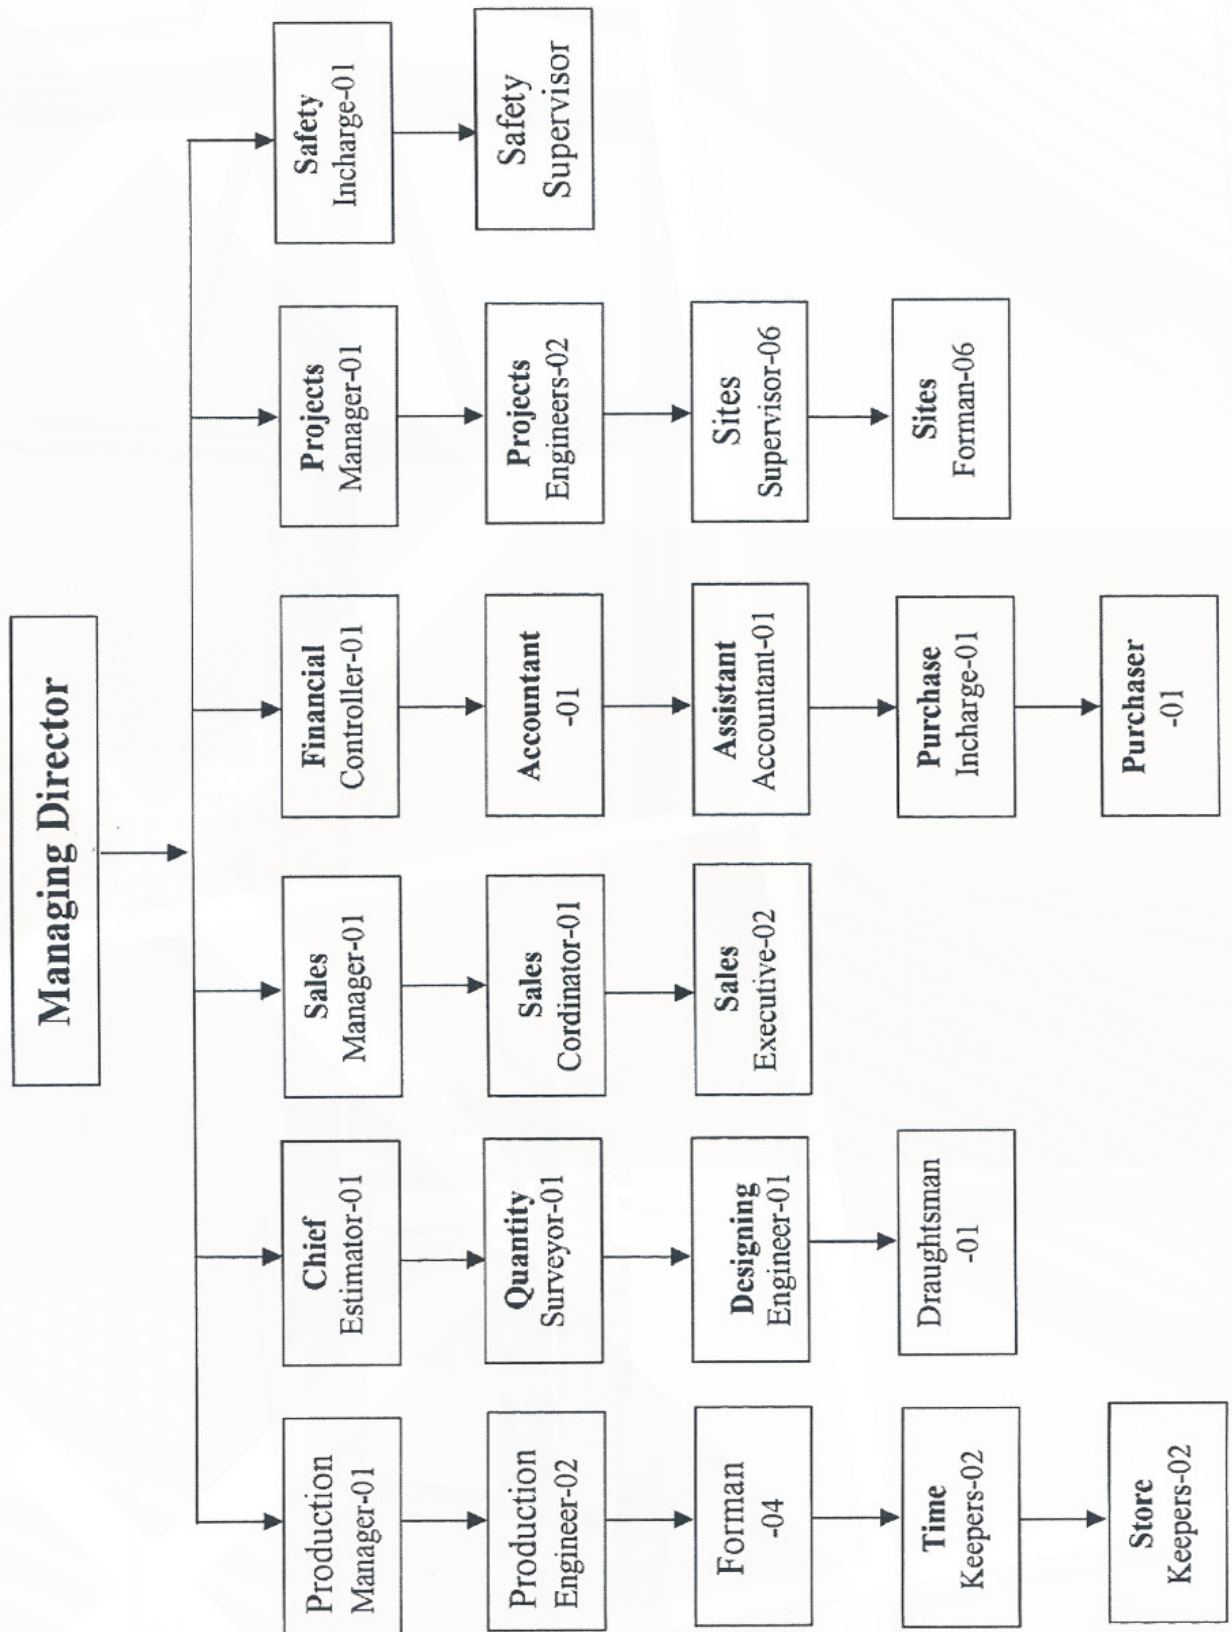 Managing Director
Production
Manager-01
Production
Engineer-02
Forman
-04
Time
Keepers-02
Store
Keepers-02
Chief
Estimator-01
Quantity
Surveyor-01
Designing
Engineer-01
Draughtsman
-01
Sales
Manager-01
Sales
Cordinator-01
Sales
Executive-02
Financial
Controller-01
Accountant
-01
Assistant
Accountant-01
Purchase
Incharge-01
Purchaser
-01
Projects
Manager-01
Projects
Engineers-02
Sites
Supervisor-06
Sites
Forman-06
Safety
Incharge-01
Safety
Supervisor